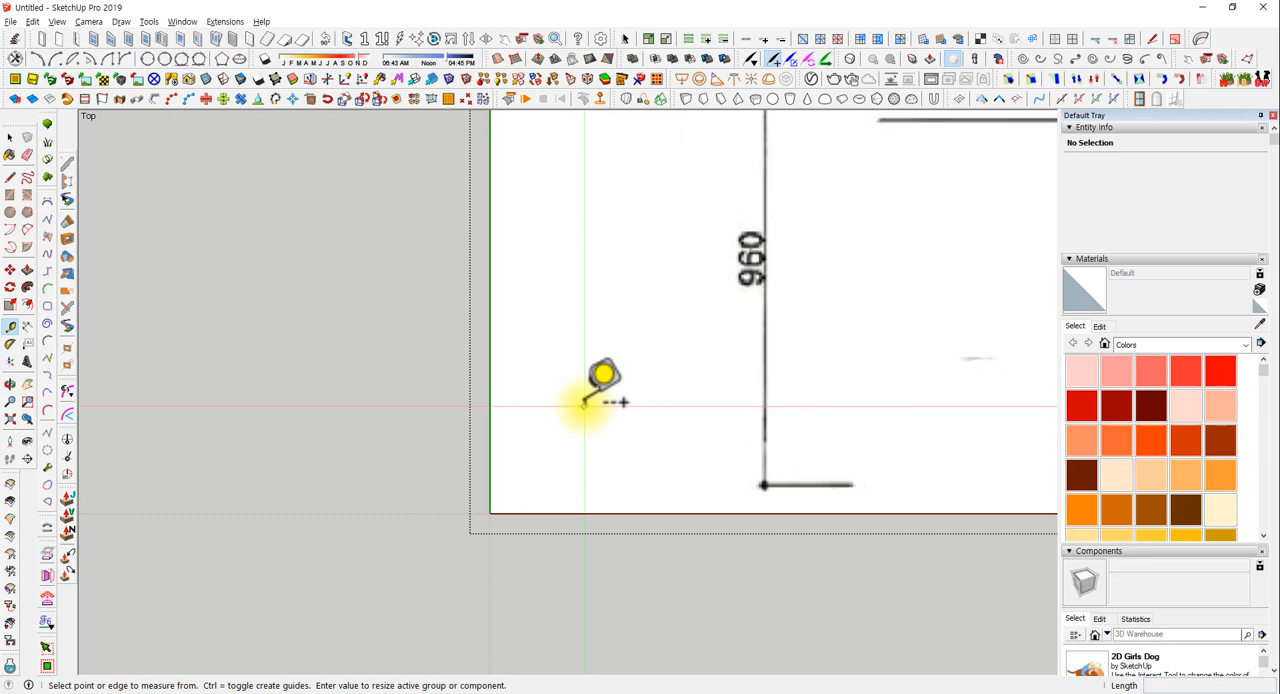 Untitled - SketchUp Pro 2019
File Edit View Camera Draw Tools Window Extensions Help
J F M A M J J A S O N D 06:43 AM Noon 04:45 PM
Top
960
Default Tray
Entity Info
No Selection
Materials
Default
Select Edit
Colors
Components
Select Edit Statistics
3D Warehouse
2D Girls Dog
by SketchUp
Select point or edge to measure from. Ctrl = toggle create guides. Enter value to resize active group or component.
Length